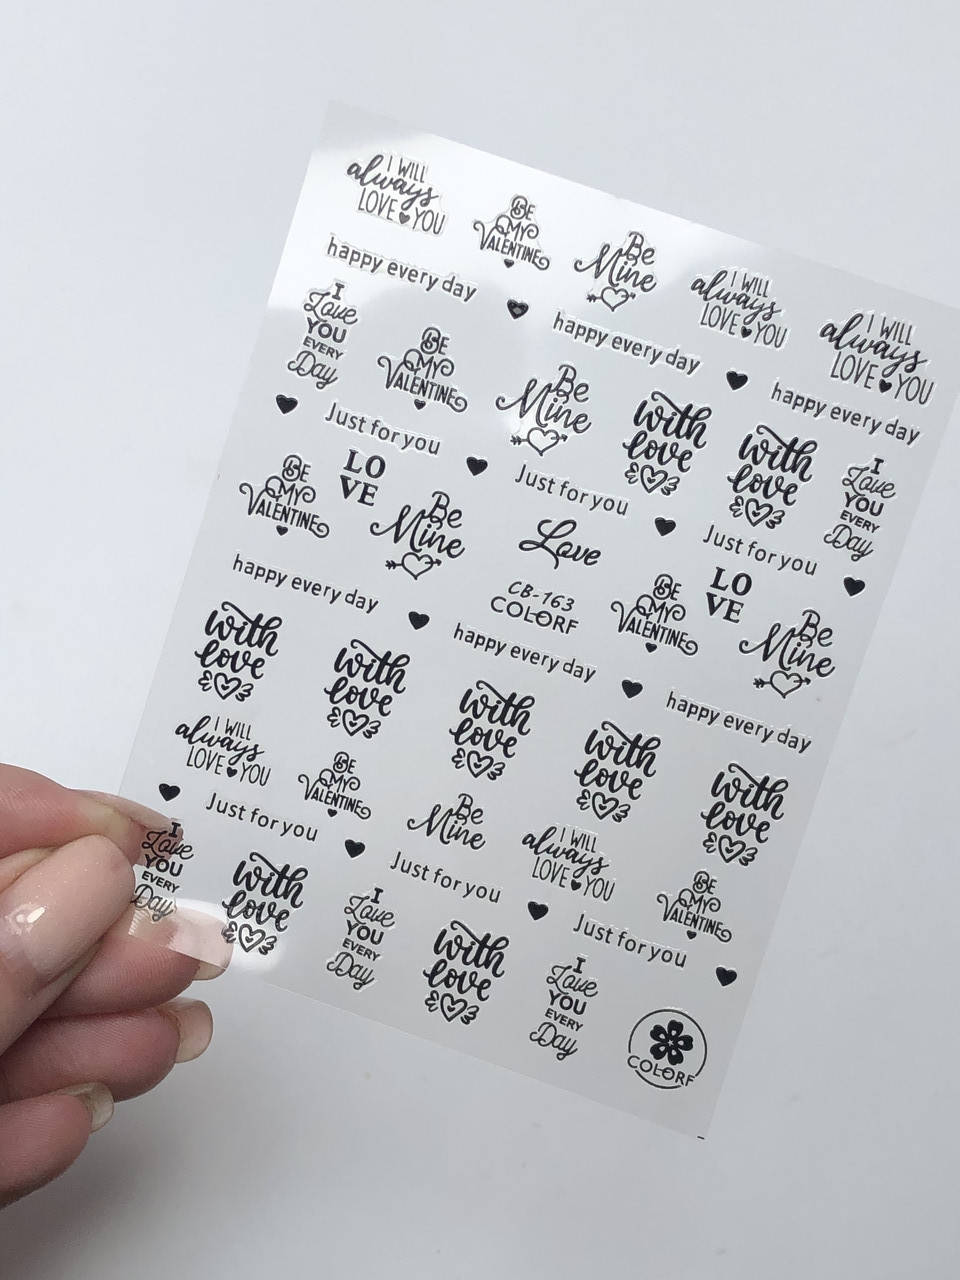 I WILL
always
LOVE YOU
BE
MY
VALENTINE
Be
Mine
I WILL
always
LOVE YOU
I WILL
always
LOVE YOU
happy every day
happy every day
happy every day
I
Love
YOU
EVERY
Day
BE
MY
VALENTINE
Be
Mine
with
love
with
love
I
Love
YOU
EVERY
Day
Just for you
Just for you
Just for you
BE
MY
VALENTINE
LO
VE
Be
Mine
Love
CB-163
COLORF
BE
MY
VALENTINE
LO
VE
Be
Mine
happy every day
happy every day
happy every day
with
love
with
love
with
love
with
love
with
love
I WILL
always
LOVE YOU
BE
MY
VALENTINE
Be
Mine
I WILL
always
LOVE YOU
BE
MY
VALENTINE
Just for you
Just for you
Just for you
I
Love
YOU
EVERY
Day
with
love
I
Love
YOU
EVERY
Day
with
love
I
Love
YOU
EVERY
Day
COLORF